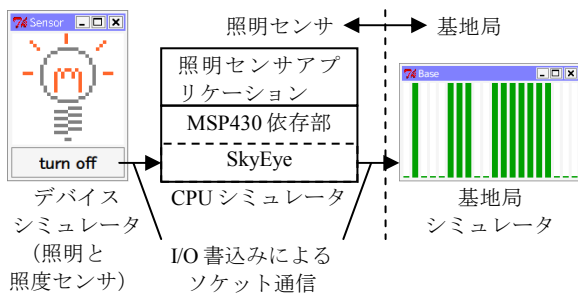 照明センサ
基地局
Sensor
turn off
照明センサアプ
リケーション
MSP430 依存部
SkyEye
Base
デバイス
シミュレータ
（照明と
照度センサ）
CPU シミュレータ
I/O 書込みによる
ソケット通信
基地局
シミュレータ